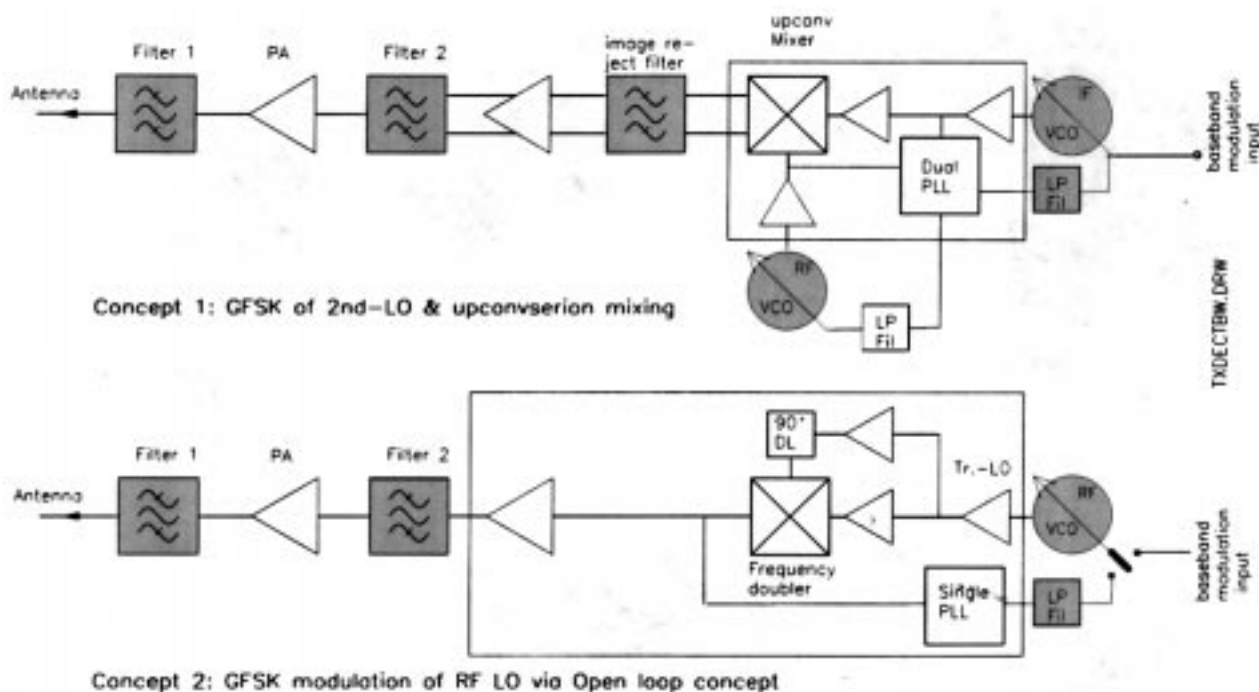 upconv
Mixer
Filter 1
PA
Filter 2
image re-
ject filter
Antenna
IF
VCO
Dual
PLL
LP
Fil
baseband
modulation
input
RF
VCO
LP
Fil
Concept 1: GFSK of 2nd-LO & upconvserion mixing
TXDECTBW.DRW
Filter 1
PA
Filter 2
90°
DL
Tr.-LO
Antenna
RF
VCO
Frequency
doubler
Single
PLL
LP
Fil
baseband
modulation
input
Concept 2: GFSK modulation of RF LO via Open loop concept